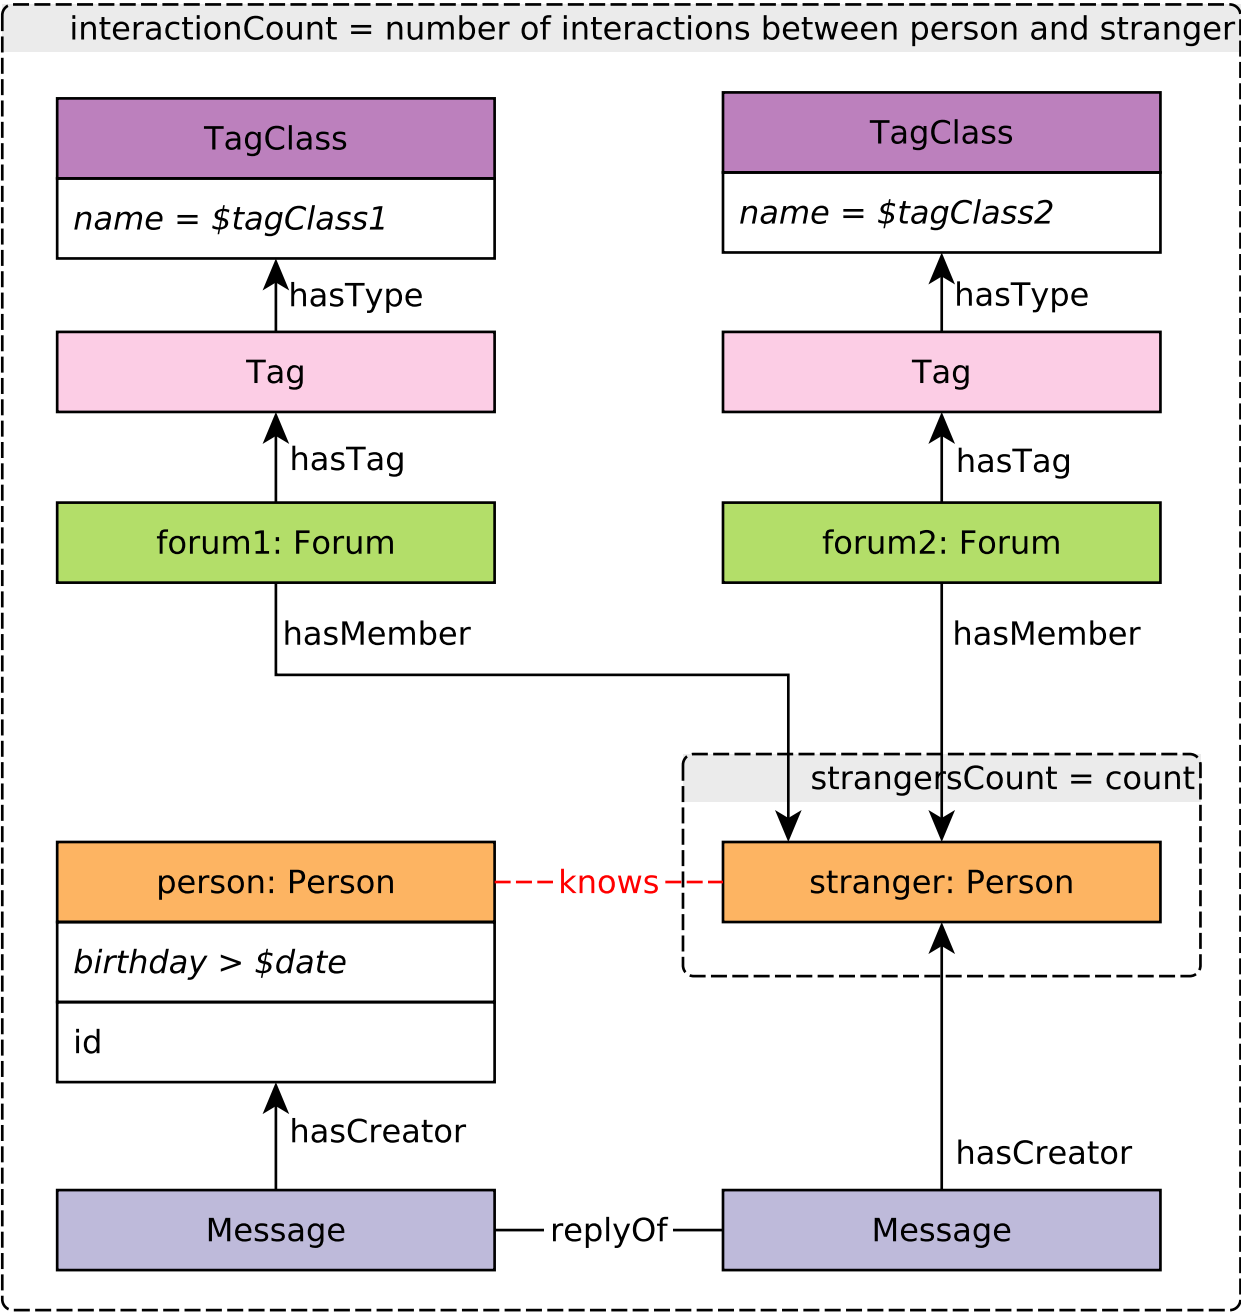 interactionCount = number of interactions between person and stranger
TagClass
name = $tagClass1
hasType
Tag
hasTag
forum1: Forum
hasMember
TagClass
name = $tagClass2
hasType
Tag
hasTag
forum2: Forum
hasMember
strangersCount = count
person: Person
knows
stranger: Person
birthday > $date
id
hasCreator
hasCreator
Message
replyOf
Message